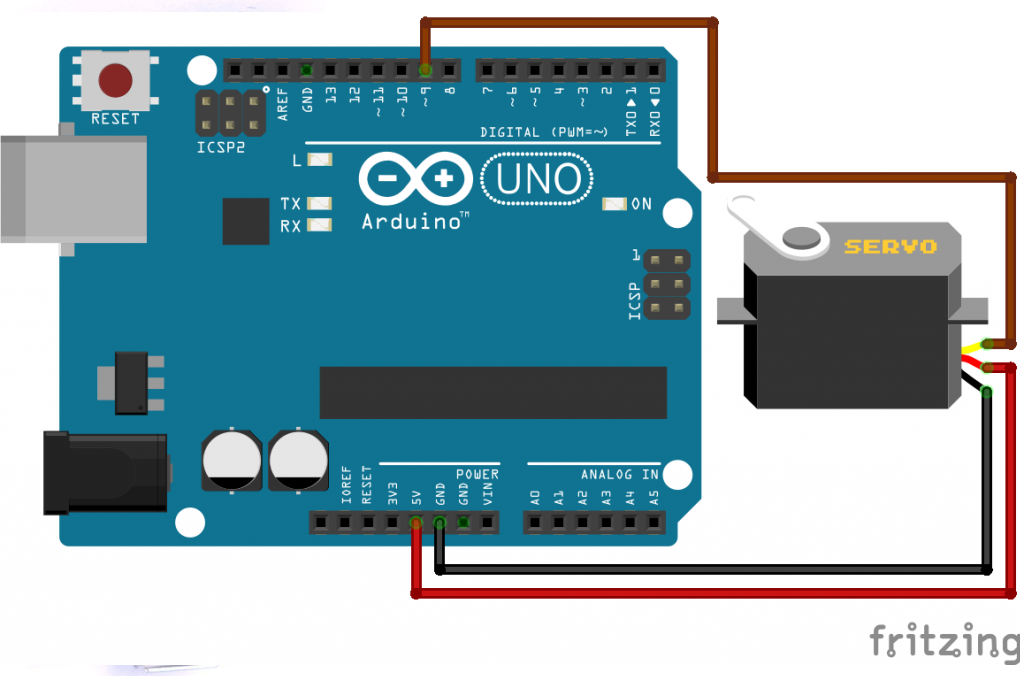 RESET
ICSP2
AREF
GND
13
12
~11
~10
~9
8
7
~6
~5
4
~3
2
TX0▶1
RX0◀0
DIGITAL (PWM=~)
L
TX
RX
Arduino™
UNO
ON
1
ICSP
SERVO
IOREF
RESET
3V3
5V
GND
GND
VIN
POWER
ANALOG IN
A0
A1
A2
A3
A4
A5
fritzing